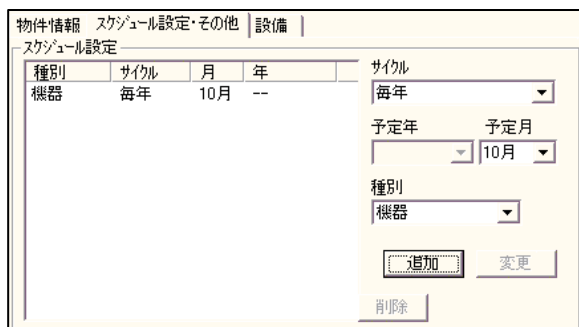 物件情報 スケジュール設定・その他 設備
スケジュール設定
種別 サイクル 月 年
機器 毎年 10月 --
サイクル
毎年
予定年 予定月
10月
種別
機器
追加 変更
削除